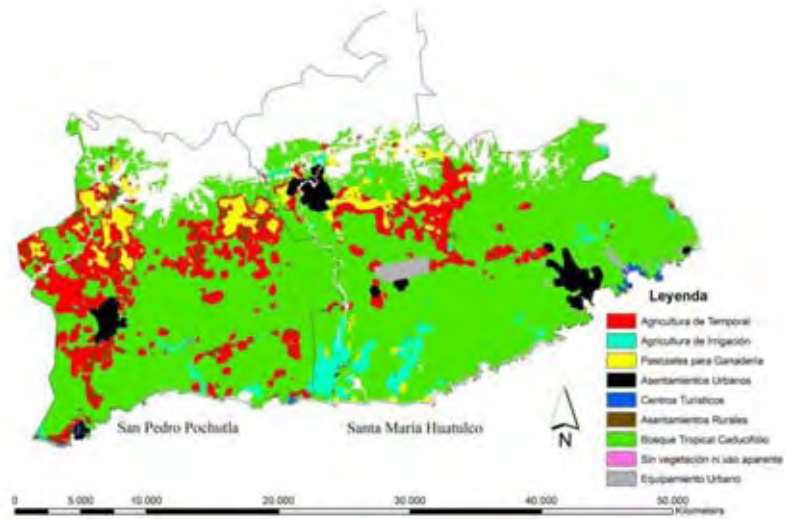 Leyenda
Agricultura de Temporal
Agricultura de Irrigación
Pastizales para Ganadería
Asentamientos Urbanos
Centros Turísticos
Asentamientos Rurales
Bosque Tropical Caducifolio
Sin vegetación ni uso aparente
Equipamiento Urbano
San Pedro Pochutla
Santa María Huatulco
N
0 5.000 10.000 20.000 30.000 40.000 50.000
Kilometers